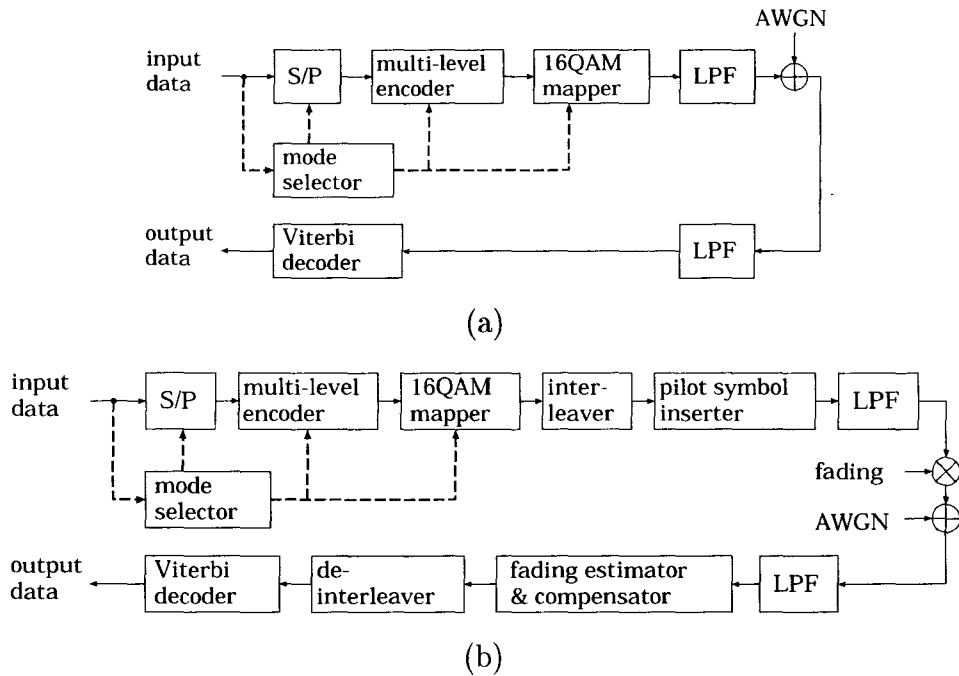 AWGN
input
data
S/P
multi-level
encoder
16QAM
mapper
LPF
mode
selector
output
data
Viterbi
decoder
LPF
(a)
input
data
S/P
multi-level
encoder
16QAM
mapper
inter-
leaver
pilot symbol
inserter
LPF
fading
mode
selector
AWGN
output
data
Viterbi
decoder
de-
interleaver
fading estimator
& compensator
LPF
(b)